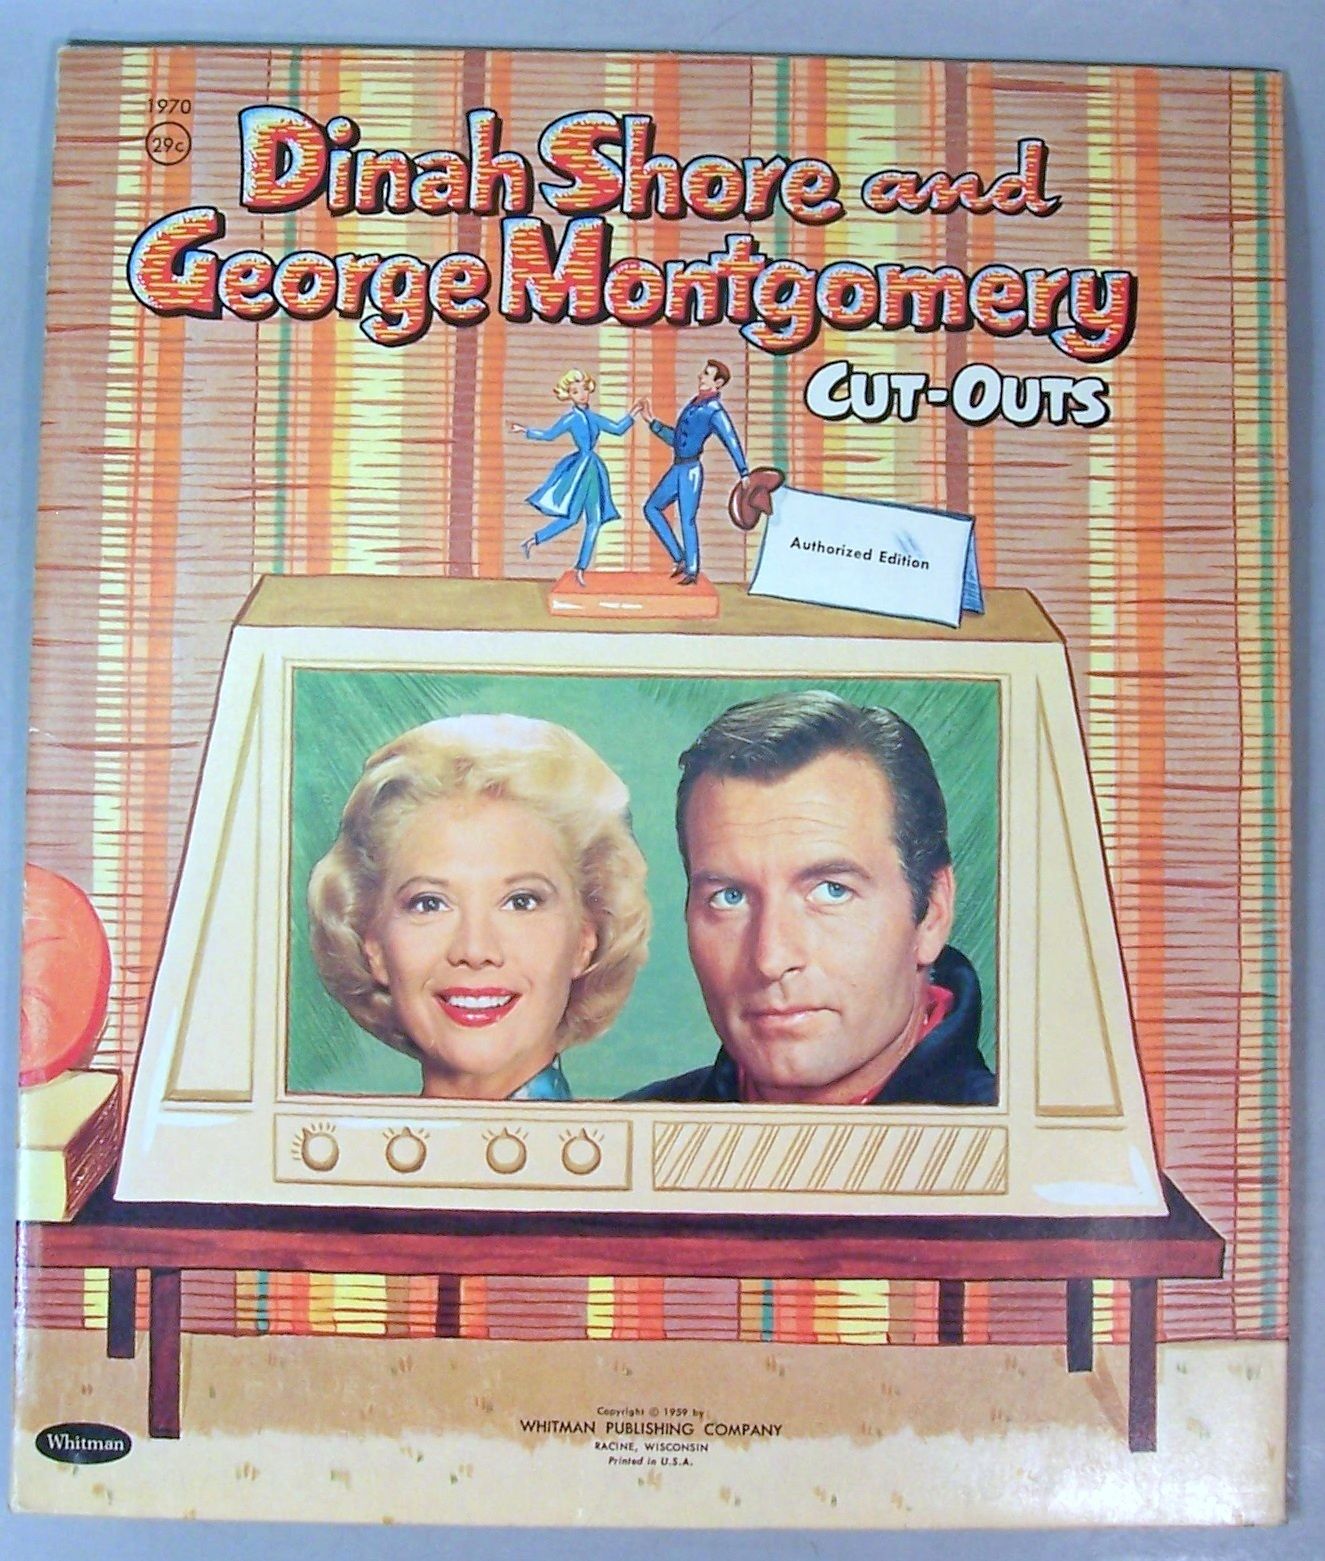 1970
29c
Dinah Shore and
George Montgomery
CUT-OUTS
Authorized Edition
Copyright © 1959 by
WHITMAN PUBLISHING COMPANY
RACINE, WISCONSIN
Printed in U.S.A.
Whitman